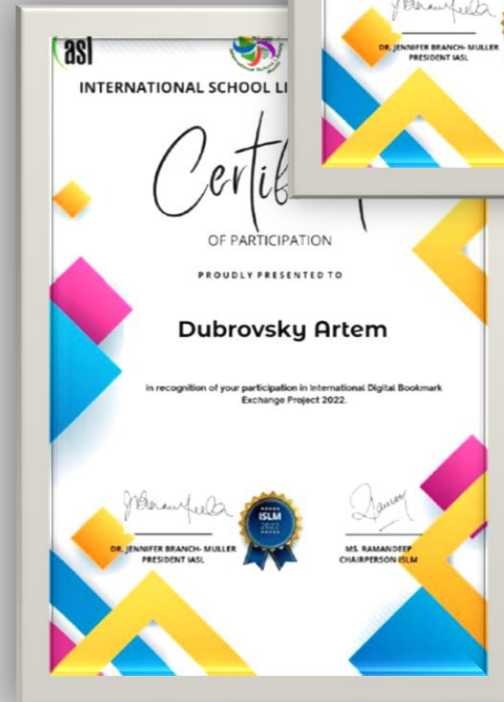 DR. JENNIFER BRANCH- MULLER
PRESIDENT IASL
iasl
INTERNATIONAL SCHOOL
Certif
OF PARTICIPATION
PROUDLY PRESENTED TO
Dubrovsky Artem
in recognition of your participation in International Digital Bookmark
Exchange Project 2022.
ISLM
2022
DR. JENNIFER BRANCH- MULLER
PRESIDENT IASL
MS. RAMANDEEP
CHAIRPERSON ISLM